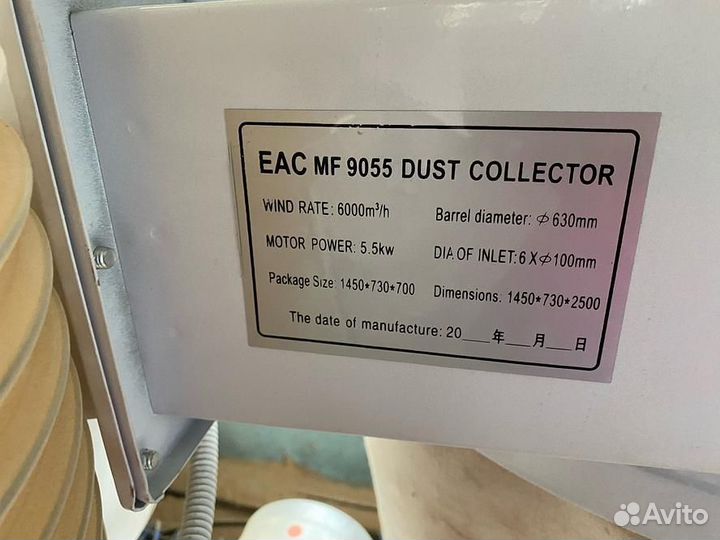 EAC MF 9055 DUST COLLECTOR
WIND RATE: 6000m³/h Barrel diameter: ф 630mm
MOTOR POWER: 5.5kw DIA OF INLET: 6 X ф 100mm
Package Size: 1450*730*700 Dimensions: 1450*730*2500
The date of manufacture: 20___年___月___日
Avito